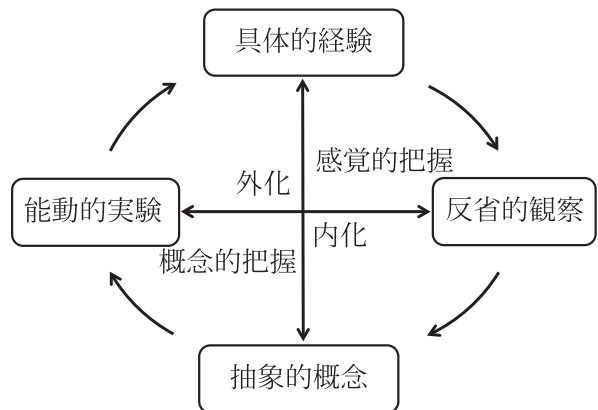 具体的経験
感覚的把握
外化
能動的実験
反省的観察
内化
概念的把握
抽象的概念